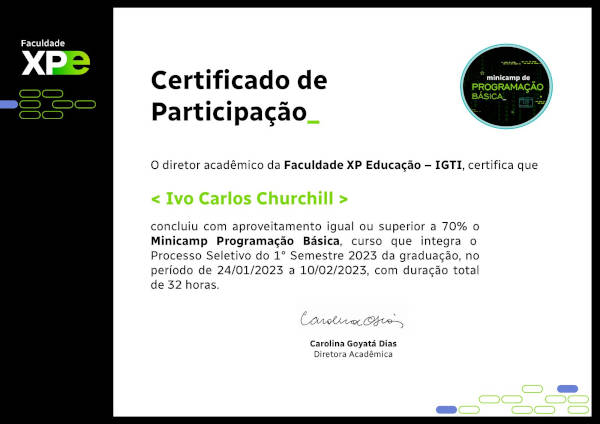 Faculdade
XPe
Certificado de
Participação_
minicamp de
PROGRAMAÇÃO
BÁSICA_
O diretor acadêmico da Faculdade XP Educação – IGTI, certifica que
< Ivo Carlos Churchill >
concluiu com aproveitamento igual ou superior a 70% o
Minicamp Programação Básica, curso que integra o
Processo Seletivo do 1° Semestre 2023 da graduação, no
período de 24/01/2023 a 10/02/2023, com duração total
de 32 horas.
Carolina Goyatá Dias
Diretora Acadêmica